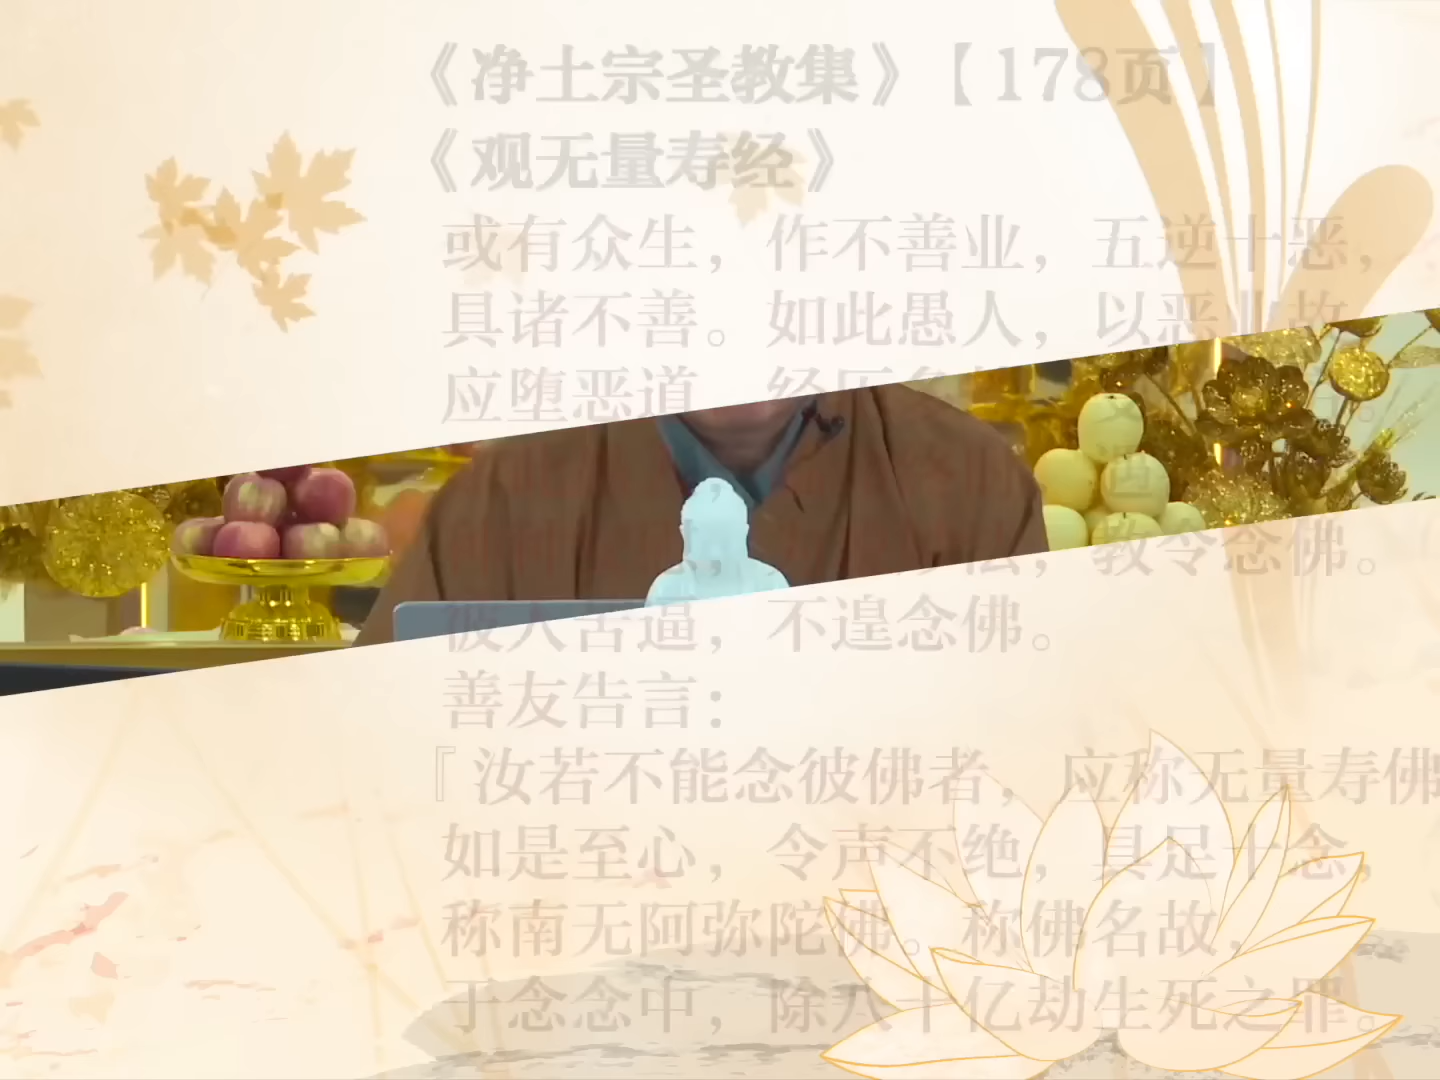 《净土宗圣教集》【178页】
《观无量寿经》
或有众生，作不善业，五逆十恶，
具诸不善。如此愚人，以恶业故
应堕恶道
，教令念佛。
彼人苦逼，不遑念佛。
善友告言：
『汝若不能念彼佛者，应称无量寿佛
如是至心，令声不绝，具足十念，
称南无阿弥陀佛。称佛名故，
于念念中，除八十亿劫生死之罪。